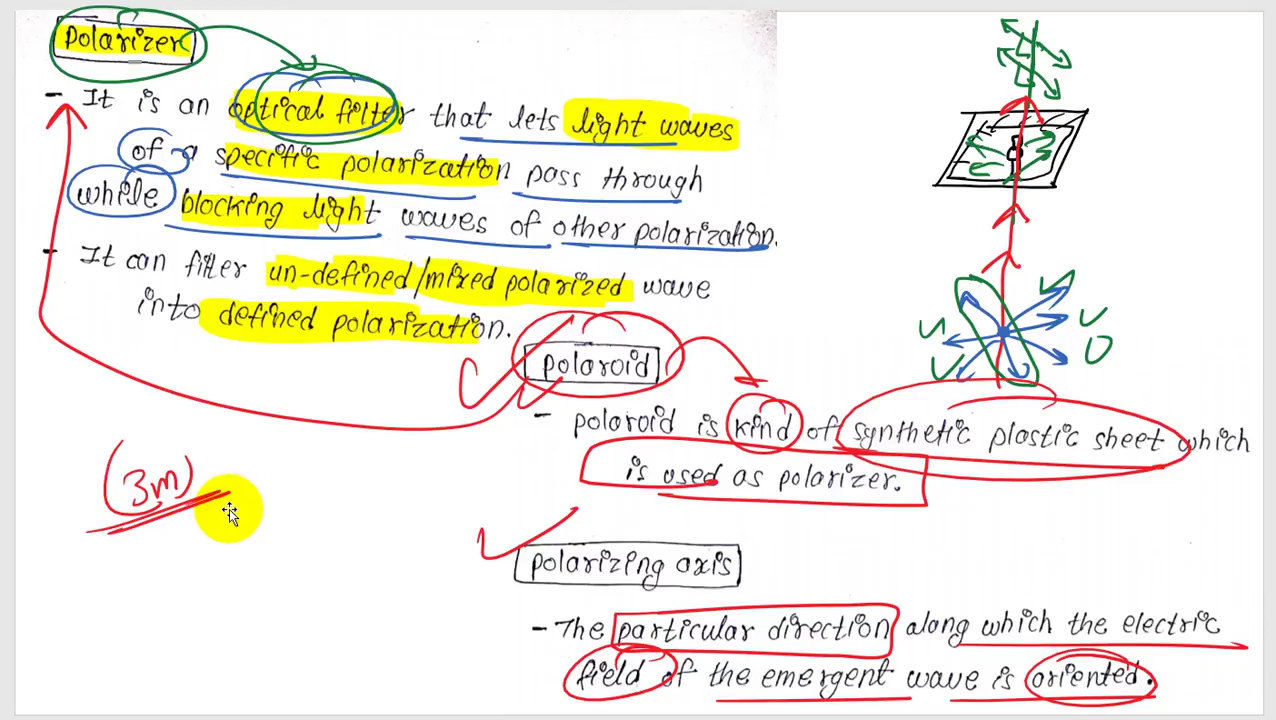 Polarizer
- It is an optical filter that lets light waves
of a specific polarization pass through
while blocking light waves of other polarization.
- It can filter un-defined/mixed polarized wave
into defined polarization.
polaroid
- polaroid is kind of synthetic plastic sheet which
is used as polarizer.
(3m)
polarizing axis
- The particular direction along which the electric
field of the emergent wave is oriented.